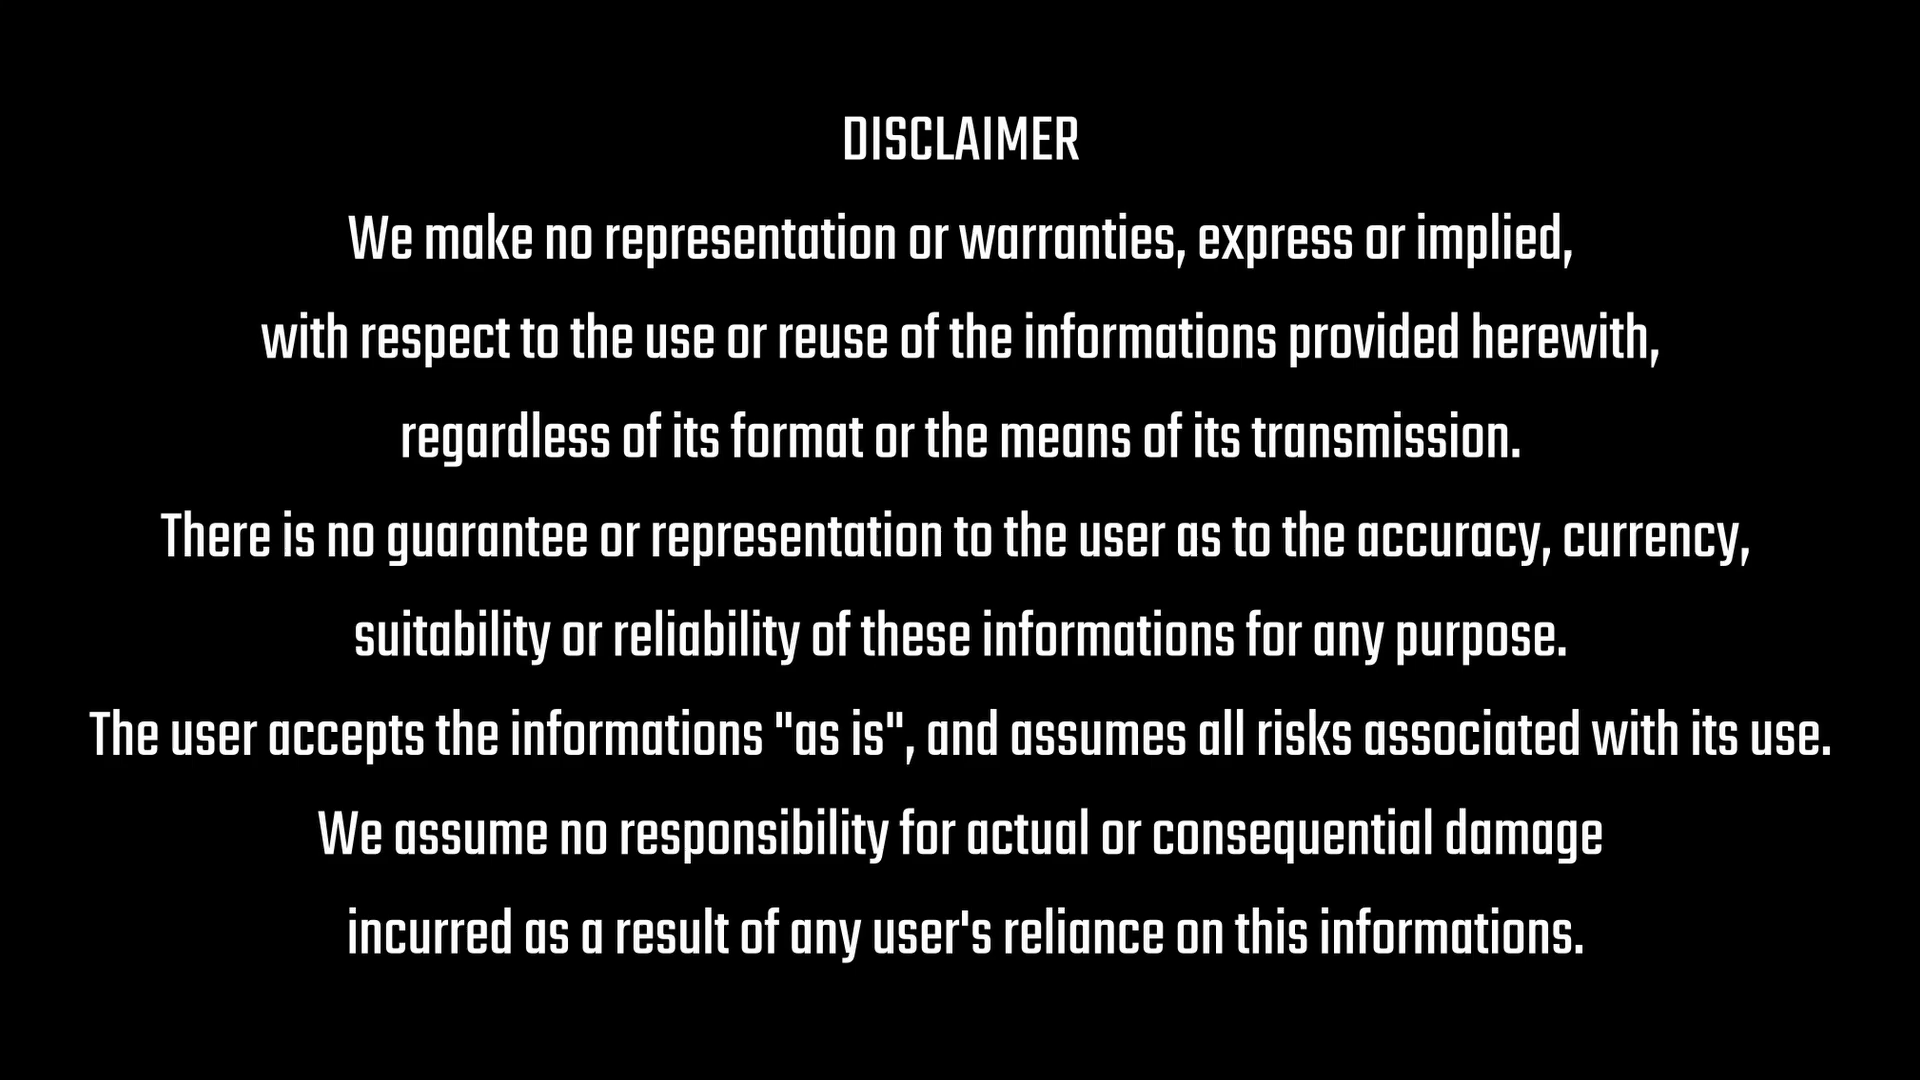 DISCLAIMER
We make no representation or warranties, express or implied,
with respect to the use or reuse of the informations provided herewith,
regardless of its format or the means of its transmission.
There is no guarantee or representation to the user as to the accuracy, currency,
suitability or reliability of these informations for any purpose.
The user accepts the informations "as is", and assumes all risks associated with its use.
We assume no responsibility for actual or consequential damage
incurred as a result of any user's reliance on this informations.